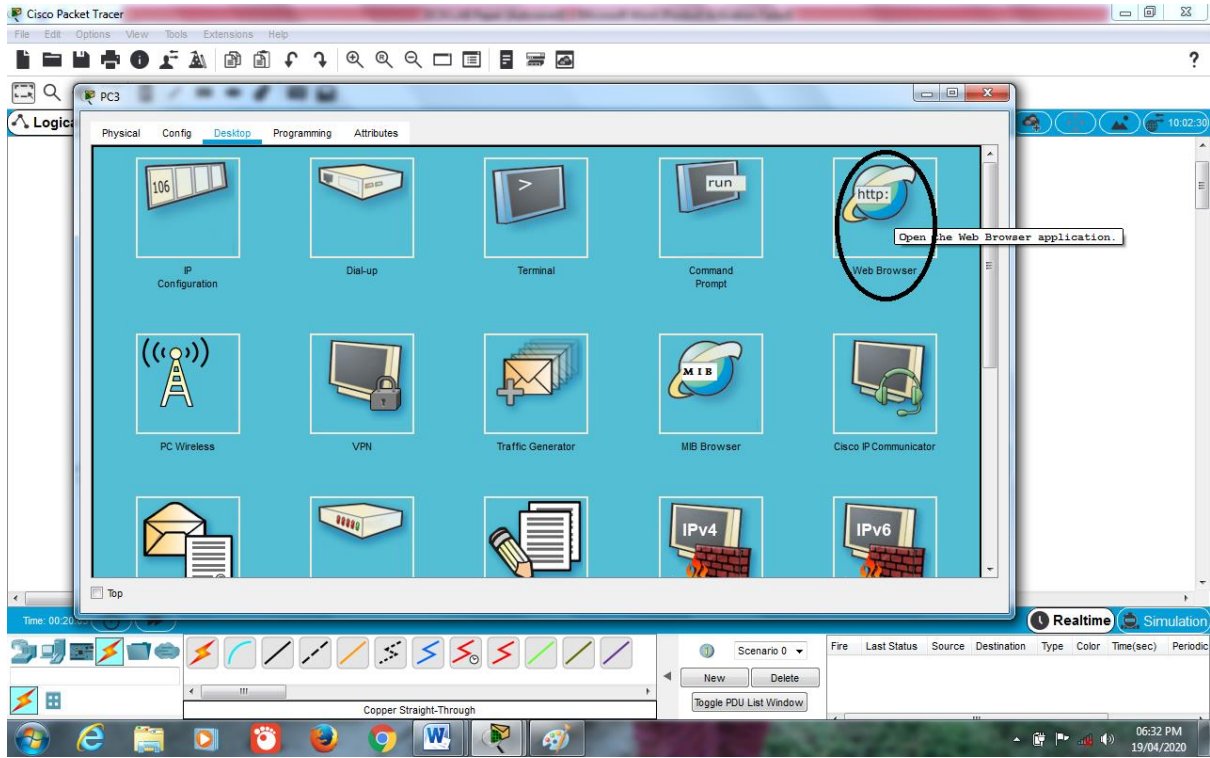 Cisco Packet Tracer
File Edit Options View Tools Extensions Help
?
Logica
10:02:30
PC3
Physical Config Desktop Programming Attributes
106
>
run
http:
Open the Web Browser application.
IP
Configuration
Dial-up
Terminal
Command
Prompt
Web Browser
MIB
PC Wireless
VPN
Traffic Generator
MIB Browser
Cisco IP Communicator
IPv4
IPv6
Top
Time: 00:20
Realtime
Simulation
Scenario 0
Fire Last Status Source Destination Type Color Time(sec) Periodic
New
Delete
Toggle PDU List Window
Copper Straight-Through
06:32 PM
19/04/2020